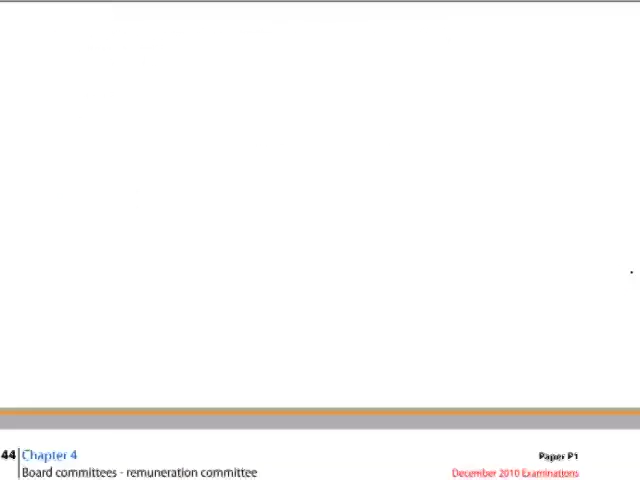 44 Chapter 4 Paper P1
Board committees - remuneration committee December 2010 Examinations